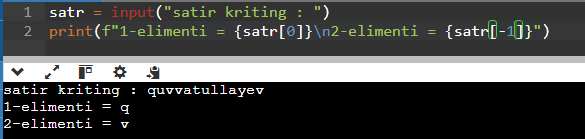 1 satr = input("satir kriting : ")
2 print(f"1-elimenti = {satr[0]}\n2-elimenti = {satr[-1]}")
satir kriting : quvvatullayev
1-elimenti = q
2-elimenti = v